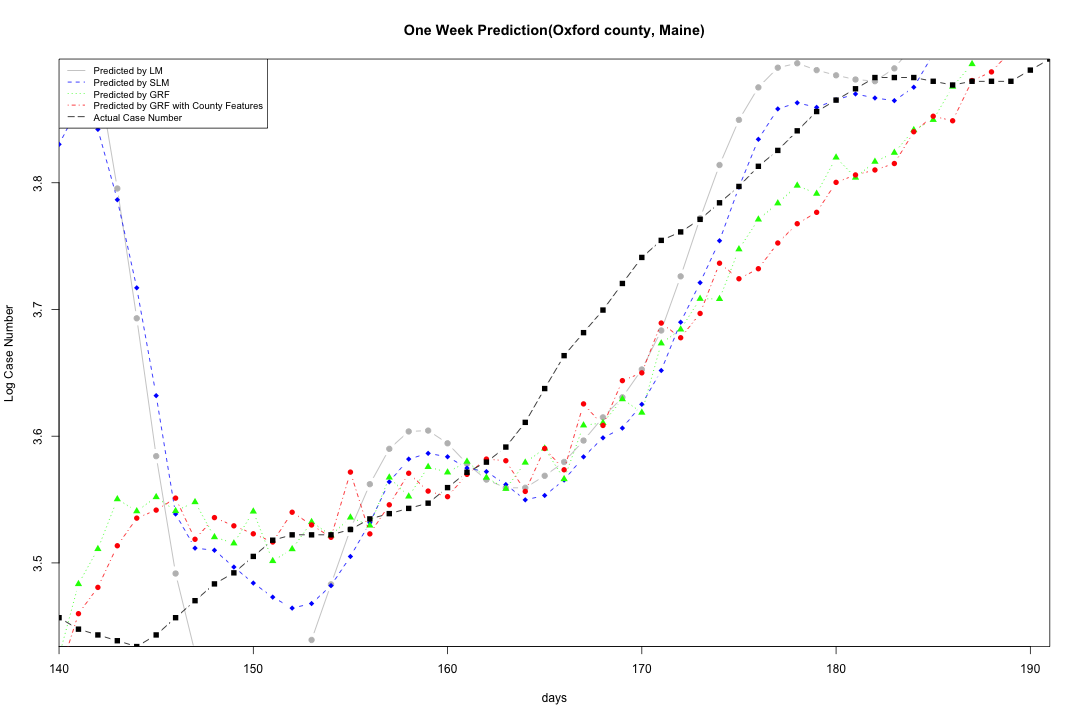 One Week Prediction(Oxford county, Maine)
Predicted by LM
Predicted by SLM
Predicted by GRF
Predicted by GRF with County Features
Actual Case Number
3.8
3.7
3.6
3.5
Log Case Number
140 150 160 170 180 190
days